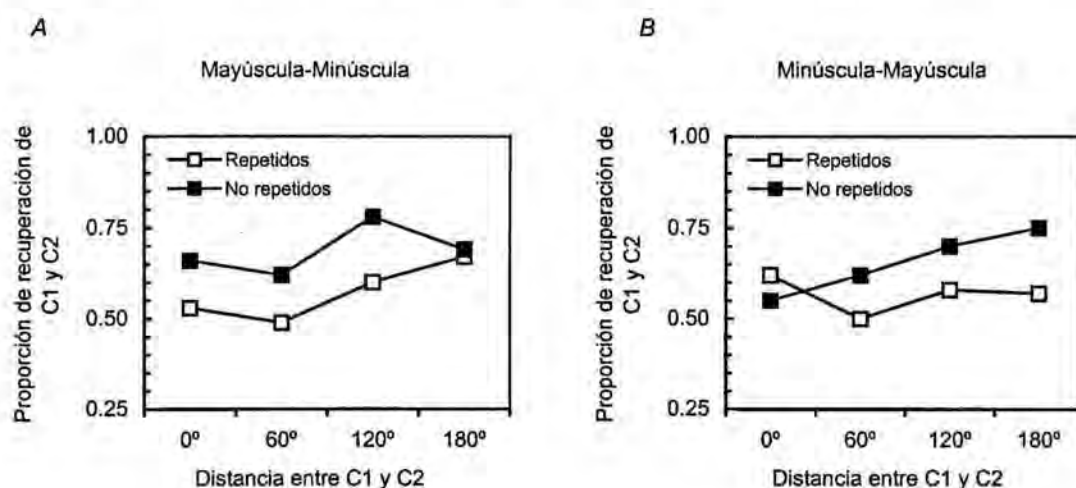 A
Mayúscula-Minúscula
Proporción de recuperación de
C1 y C2
1.00
0.75
0.50
0.25
Repetidos
No repetidos
0º
60º
120º
180º
Distancia entre C1 y C2
B
Minúscula-Mayúscula
Proporción de recuperación de
C1 y C2
1.00
0.75
0.50
0.25
Repetidos
No repetidos
0º
60º
120º
180º
Distancia entre C1 y C2